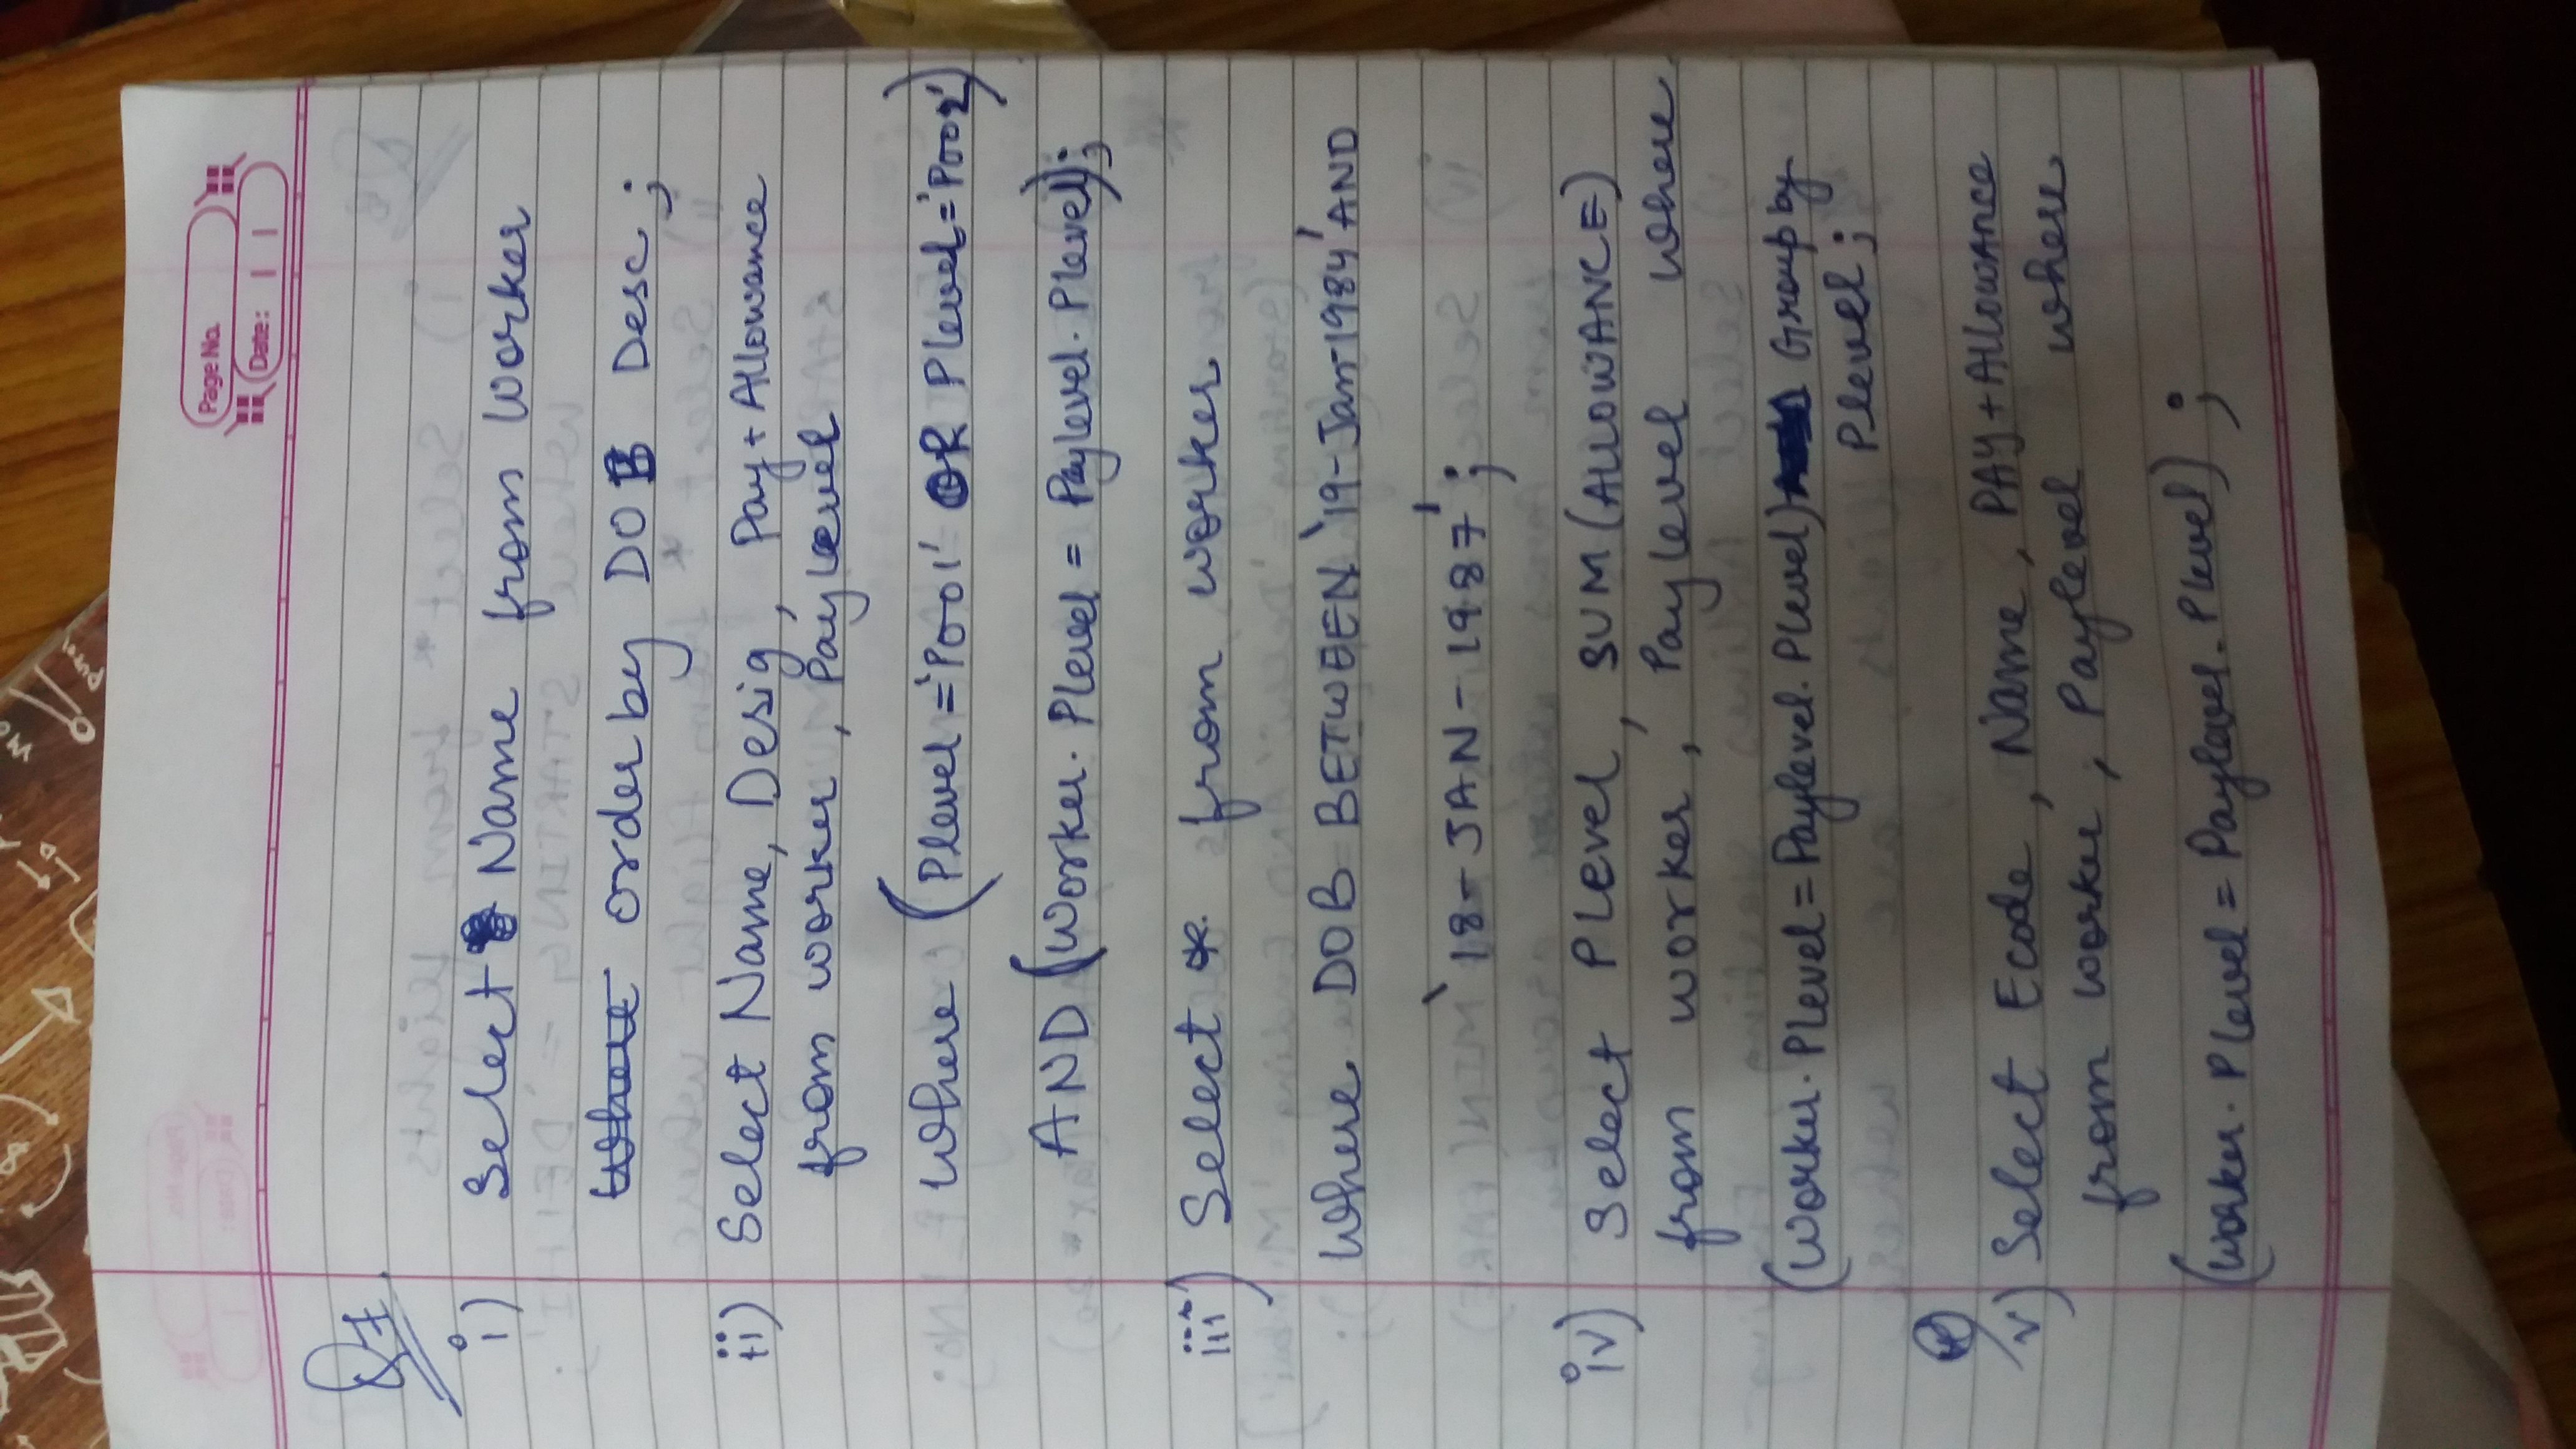 Page No.
Date:
Q7.
i) Select Name from Worker
Where order by DOB Desc;
ii) Select Name, Desig, Pay+Allowance
from worker, Paylevel
where (Plevel='P001' OR Plevel='P002')
AND (Worker.Plevel = Paylevel.Plevel);
iii) Select * from worker
Where DOB BETWEEN '19-Jan-1984' AND
'18-JAN-1987';
iv) Select PLevel, SUM(ALLOWANCE)
from worker, Paylevel where
(Worker.Plevel=Paylevel.Plevel) Group by
Plevel;
v) Select Ecode, Name, PAY+Allowance
from worker, Paylevel where
(Worker.Plevel=Paylevel.Plevel);